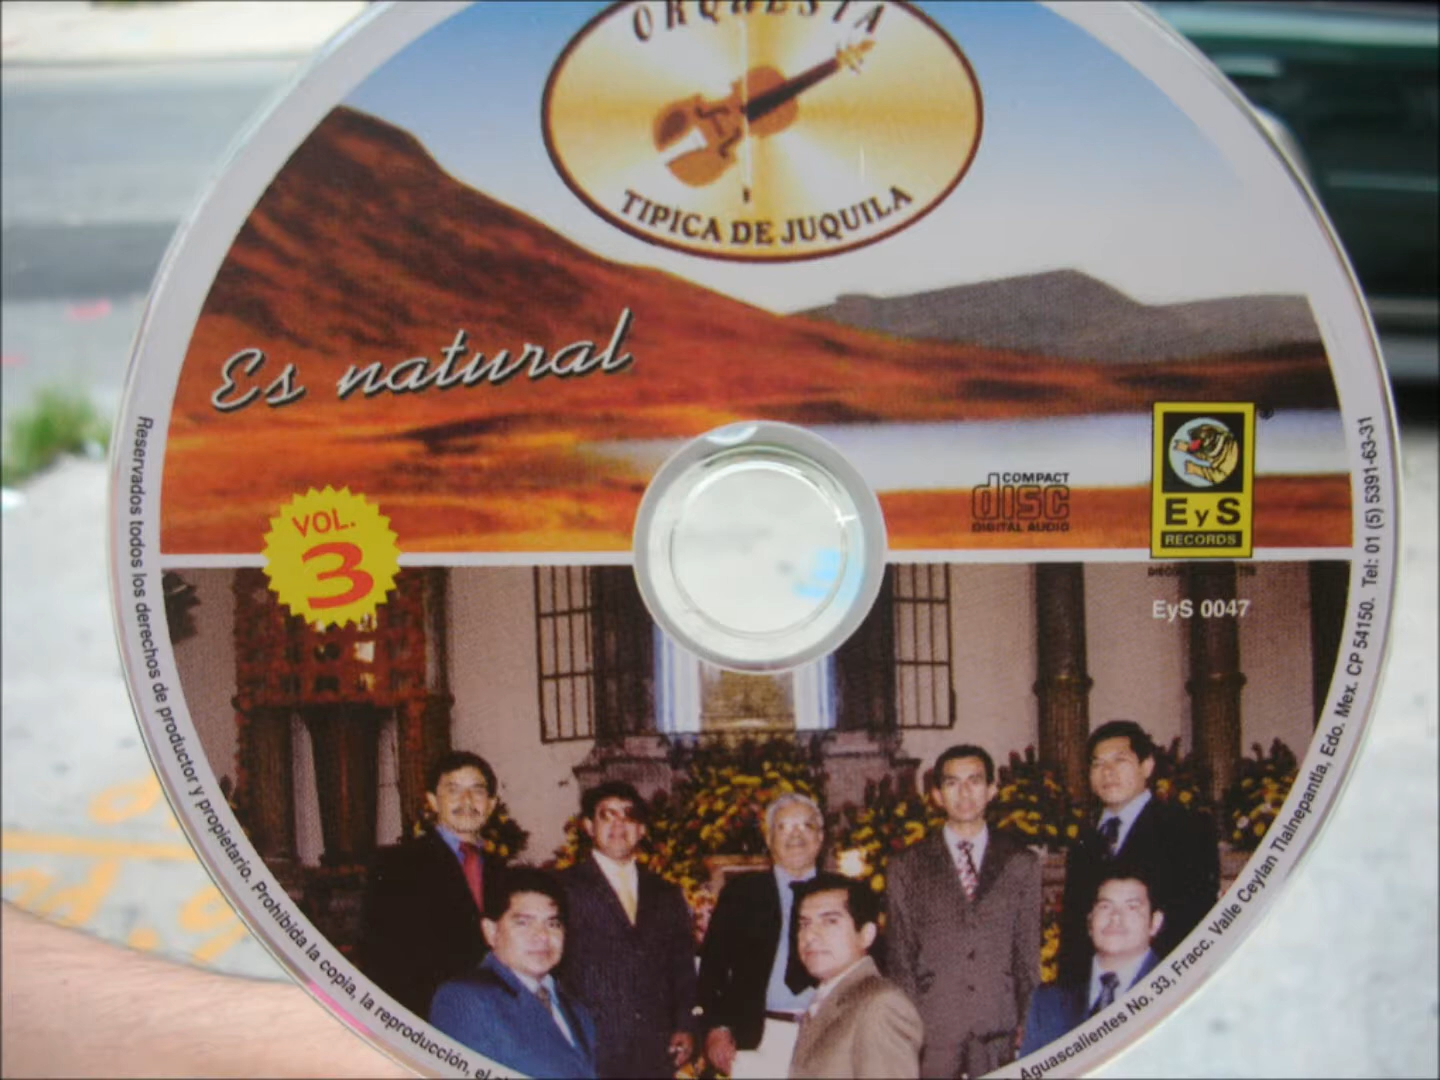 ORQUESTA
TIPICA DE JUQUILA
Es natural
VOL.
3
COMPACT
disc
DIGITAL AUDIO
EyS
RECORDS
EyS 0047
Reservados todos los derechos de productor y propietario. Prohibida la copia, la reproducción, el
Aguascalientes No. 33, Fracc. Valle Ceylan Tlalnepantla, Edo. Mex. CP 54150. Tel: 01 (5) 5391-63-31